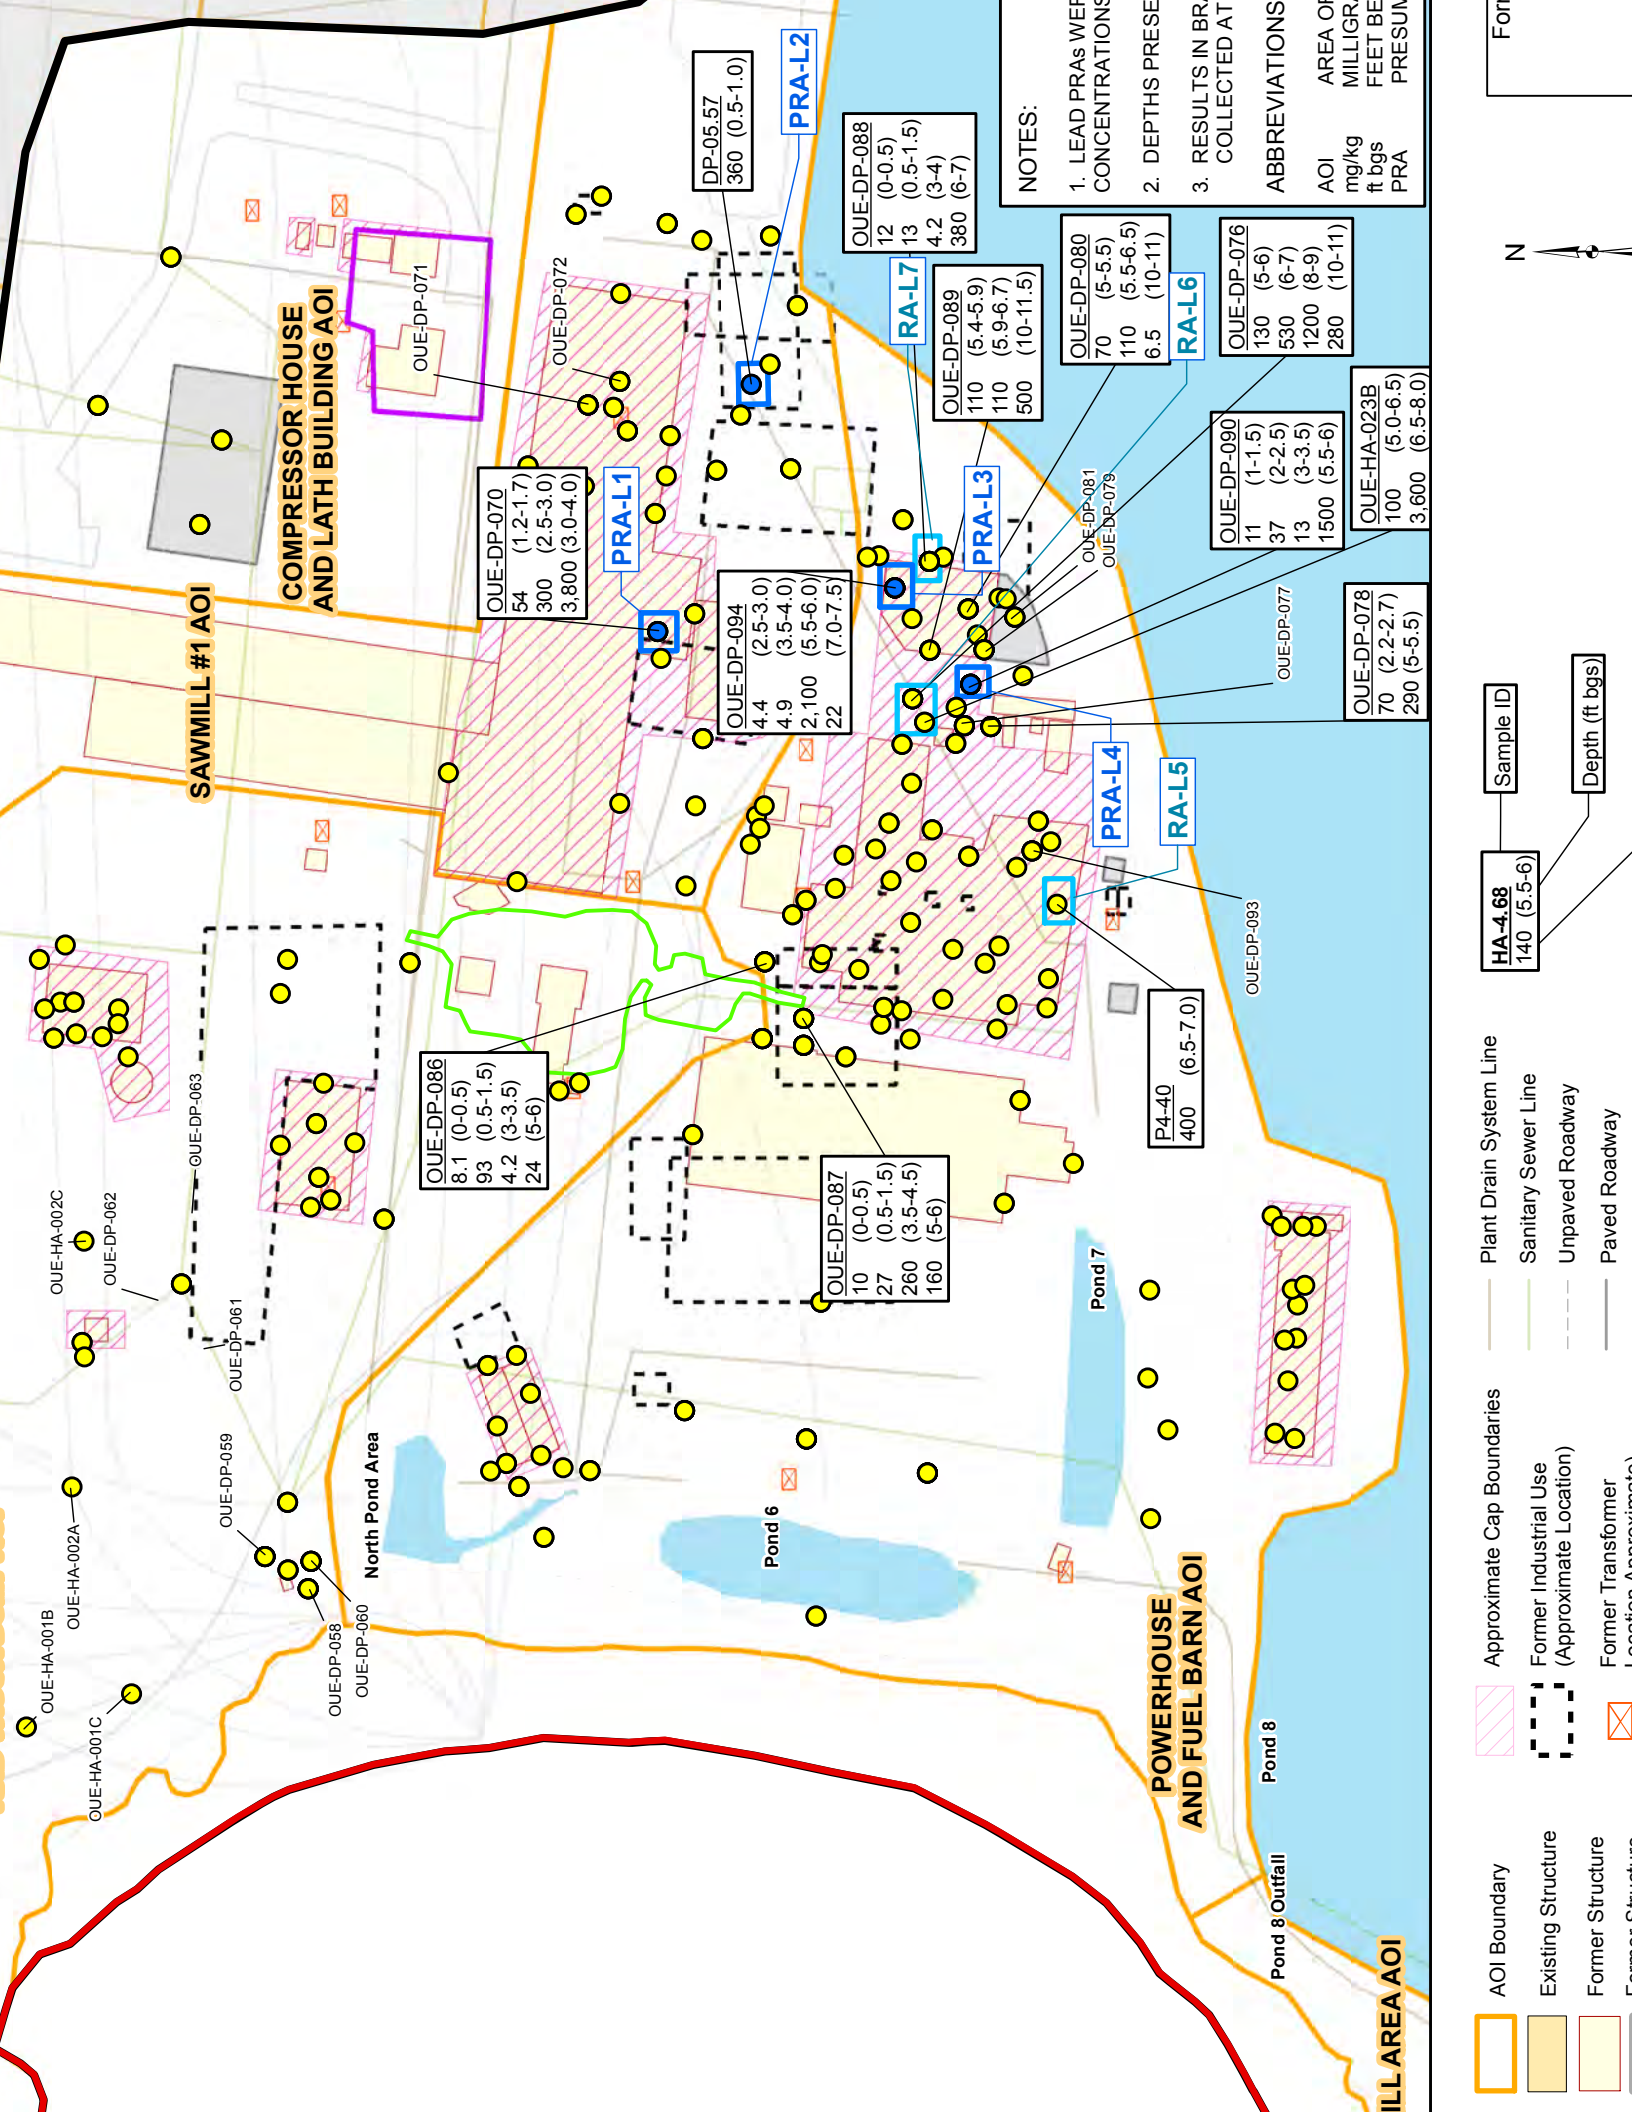 COMPRESSOR HOUSE
AND LATH BUILDING AOI
SAWMILL #1 AOI
OUE-DP-071
OUE-DP-072
DP-05.57
360 (0.5-1.0)
PRA-L2
OUE-DP-088
12 (0-0.5)
13 (0.5-1.5)
4.2 (3-4)
380 (6-7)
RA-L7
OUE-DP-089
110 (5.4-5.9)
110 (5.9-6.7)
500 (10-11.5)
OUE-DP-080
70 (5-5.5)
110 (5.5-6.5)
6.5 (10-11)
RA-L6
OUE-DP-076
130 (5-6)
530 (6-7)
1200 (8-9)
280 (10-11)
OUE-DP-090
11 (1-1.5)
37 (2-2.5)
13 (3-3.5)
1500 (5.5-6)
OUE-HA-023B
100 (5.0-6.5)
3,600 (6.5-8.0)
OUE-DP-070
54 (1.2-1.7)
300 (2.5-3.0)
3,800 (3.0-4.0)
PRA-L1
PRA-L3
OUE-DP-081
OUE-DP-079
OUE-DP-094
4.4 (2.5-3.0)
4.9 (3.5-4.0)
2,100 (5.5-6.0)
22 (7.0-7.5)
OUE-DP-077
OUE-DP-078
70 (2.2-2.7)
290 (5-5.5)
PRA-L4
RA-L5
OUE-DP-093
P4-40
400 (6.5-7.0)
OUE-DP-086
8.1 (0-0.5)
93 (0.5-1.5)
4.2 (3-3.5)
24 (5-6)
OUE-DP-087
10 (0-0.5)
27 (0.5-1.5)
260 (3.5-4.5)
160 (5-6)
OUE-DP-063
OUE-HA-002C
OUE-DP-062
OUE-DP-061
OUE-DP-059
OUE-HA-002A
OUE-HA-001B
OUE-HA-001C
OUE-DP-058
OUE-DP-060
North Pond Area
Pond 6
Pond 7
POWERHOUSE
AND FUEL BARN AOI
Pond 8
Pond 8 Outfall
ILL AREA AOI
NOTES:
1. LEAD PRAs WER
CONCENTRATIONS
2. DEPTHS PRESE
3. RESULTS IN BRA
COLLECTED AT
ABBREVIATIONS
AOI AREA OF
mg/kg MILLIGRA
ft bgs FEET BE
PRA PRESUM
N
Form
HA-4.68
140 (5.5-6)
Sample ID
Depth (ft bgs)
AOI Boundary
Existing Structure
Former Structure
Former Structure
Approximate Cap Boundaries
Former Industrial Use
(Approximate Location)
Former Transformer
Location Approximate)
Plant Drain System Line
Sanitary Sewer Line
Unpaved Roadway
Paved Roadway